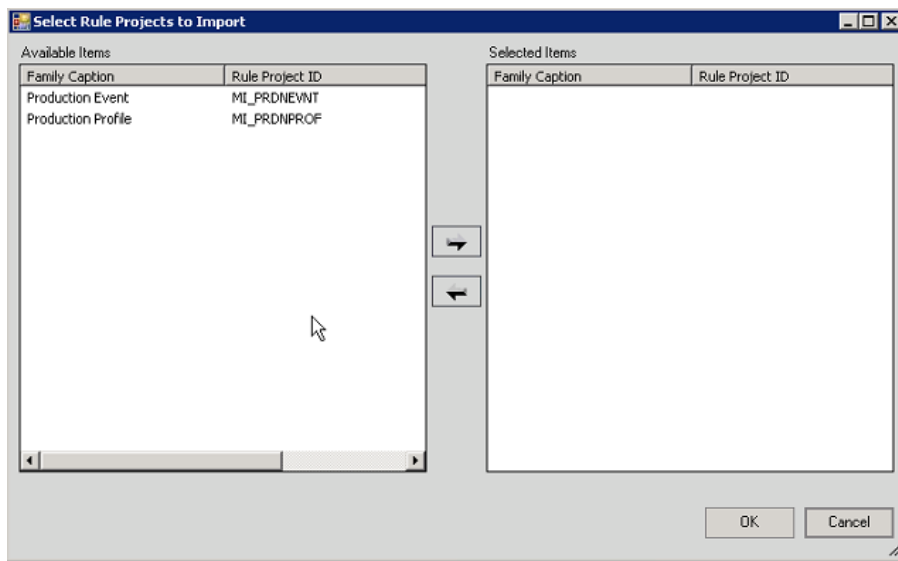 Select Rule Projects to Import
Available Items
Family Caption Rule Project ID
Production Event MI_PRDNEVNT
Production Profile MI_PRDNPROF
Selected Items
Family Caption Rule Project ID
OK Cancel